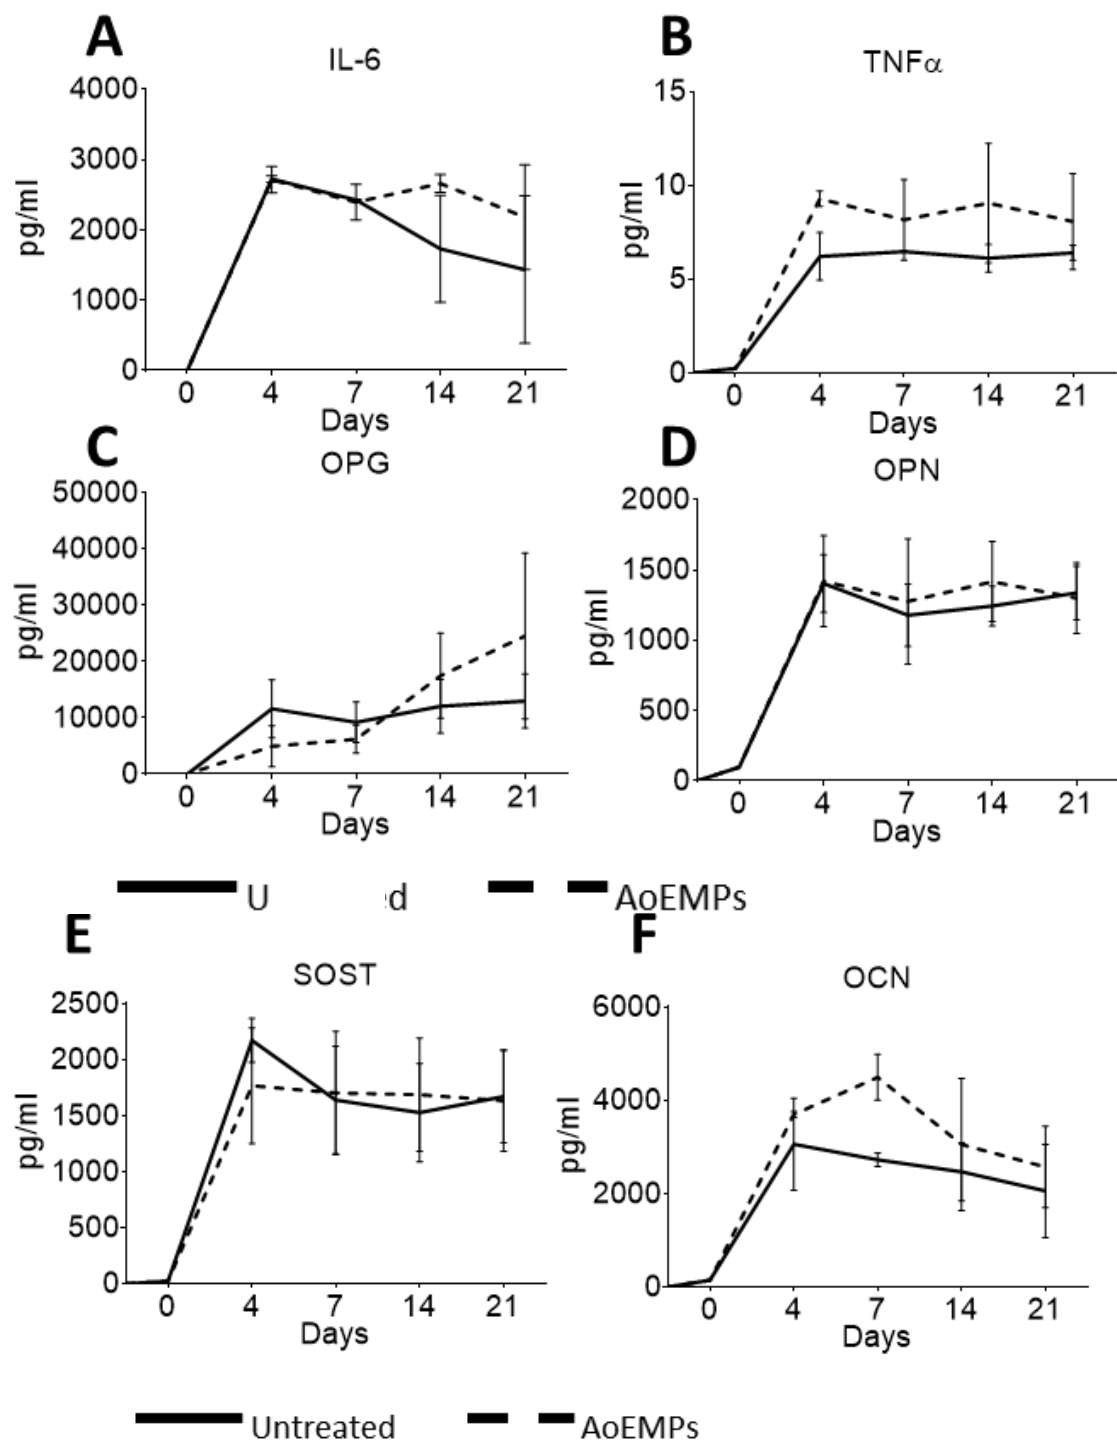 A B
IL-6 TNFα
4000 15
3000
pg/ml 2000 pg/ml 10
1000 5
0 0
0 4 7 14 21 0 4 7 14 21
Days Days
C D
OPG OPN
50000 2000
40000 1500
pg/ml 30000 pg/ml 1000
20000 500
10000
0 0
0 4 7 14 21 0 4 7 14 21
Days Days
U d AoEMPs
E F
SOST OCN
2500 6000
2000 4000
pg/ml 1500 pg/ml
1000 2000
500
0 0
0 4 7 14 21 0 4 7 14 21
Days Days
Untreated AoEMPs